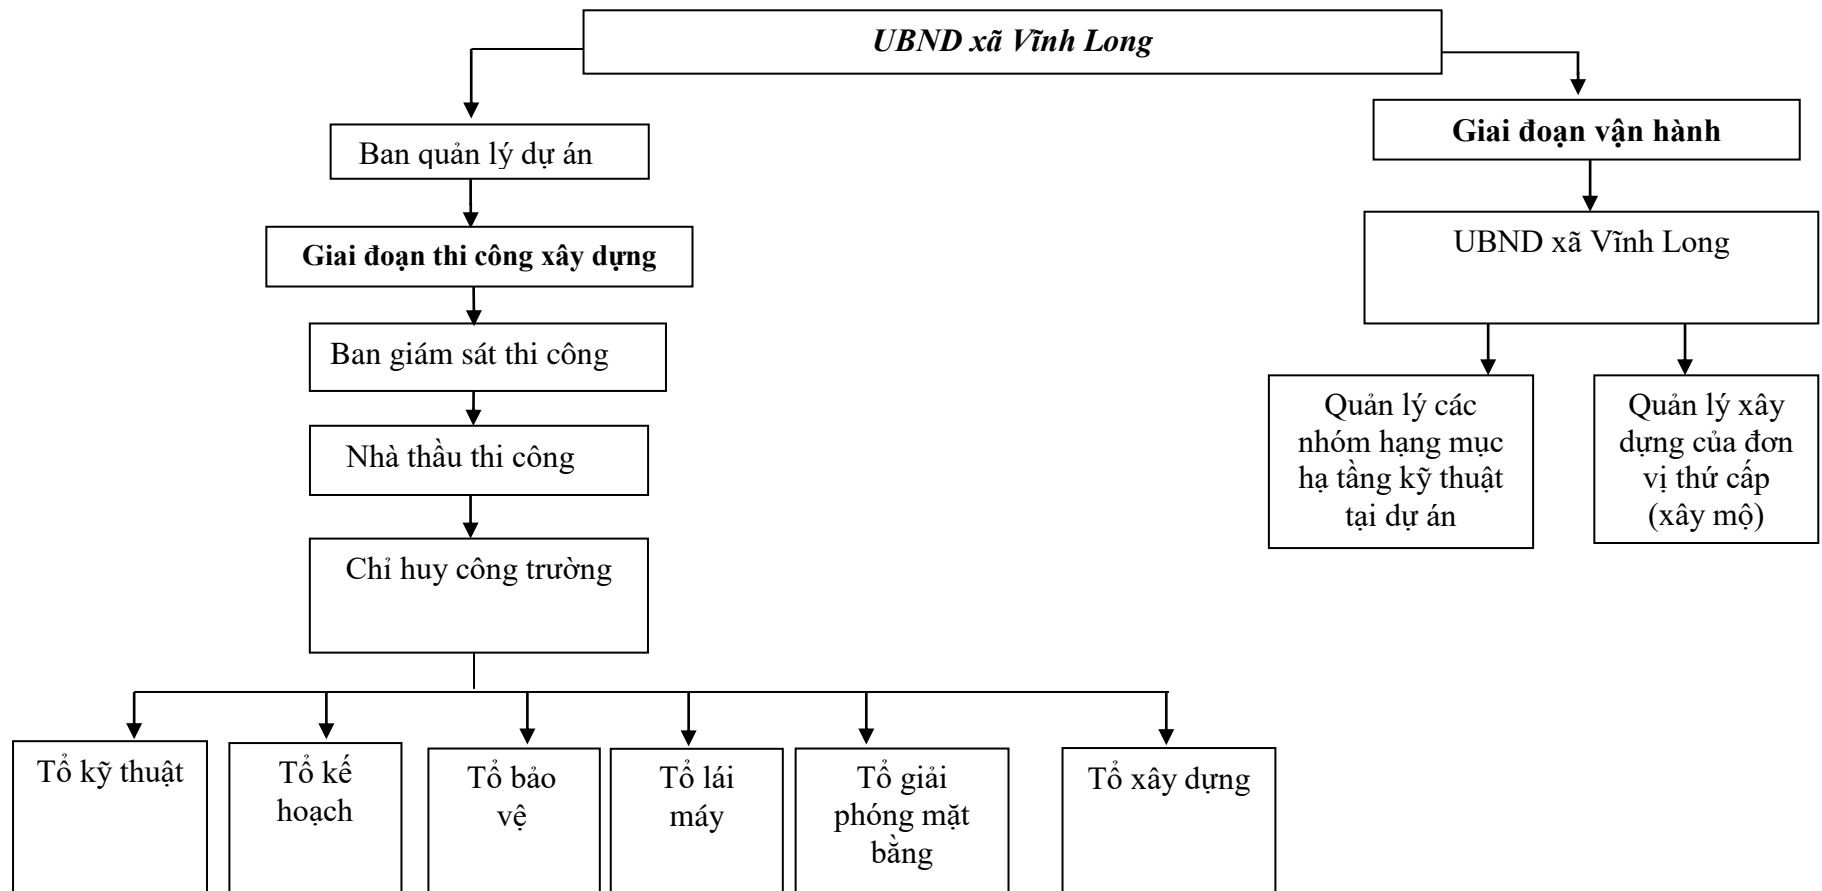 UBND xã Vĩnh Long
Ban quản lý dự án
Giai đoạn thi công xây dựng
Ban giám sát thi công
Nhà thầu thi công
Chỉ huy công trường
Tổ kỹ thuật
Tổ kế
hoạch
Tổ bảo
vệ
Tổ lái
máy
Tổ giải
phóng mặt
bằng
Tổ xây dựng
Giai đoạn vận hành
UBND xã Vĩnh Long
Quản lý các
nhóm hạng mục
hạ tầng kỹ thuật
tại dự án
Quản lý xây
dựng của đơn
vị thứ cấp
(xây mộ)